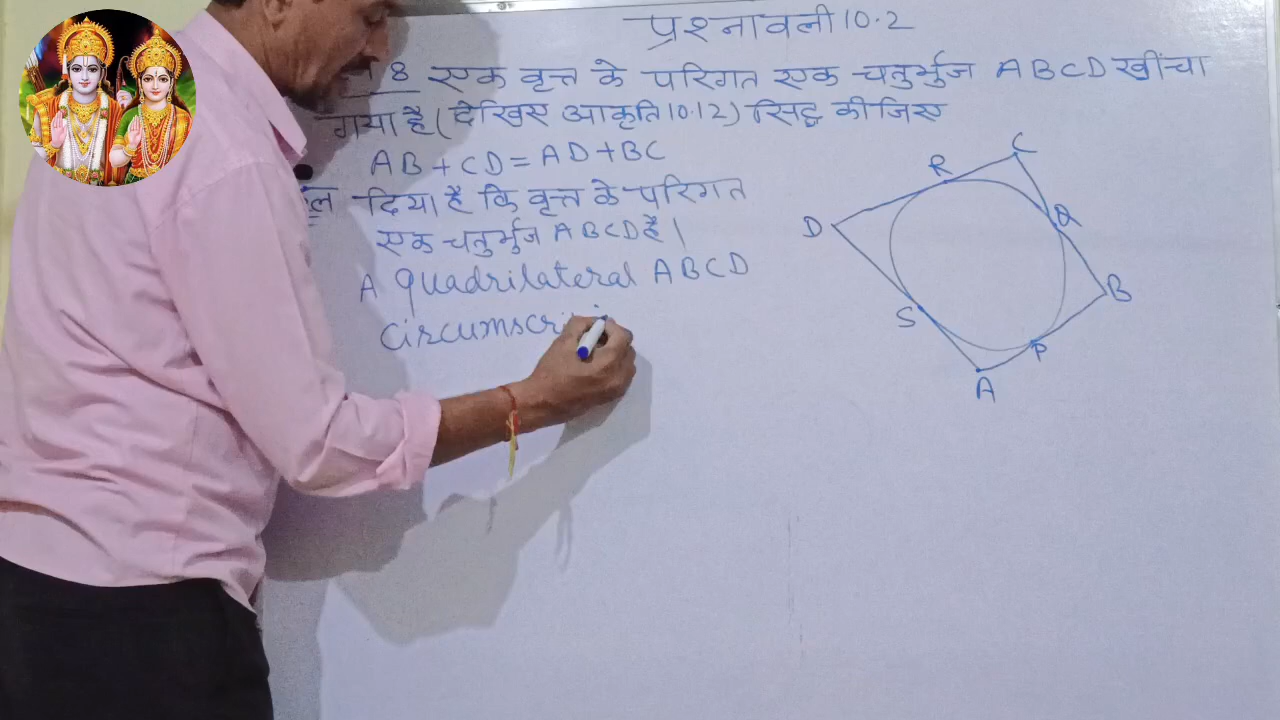 प्रश्नावली 10.2
8 एक वृत्त के परिगत एक चतुर्भुज ABCD खींचा
गया है (देखिए आकृति 10.12) सिद्ध कीजिए
AB + CD = AD + BC
दिया है कि वृत्त के परिगत
एक चतुर्भुज ABCD है।
A quadrilateral ABCD
circumscri
C
R
Q
D
B
S
P
A